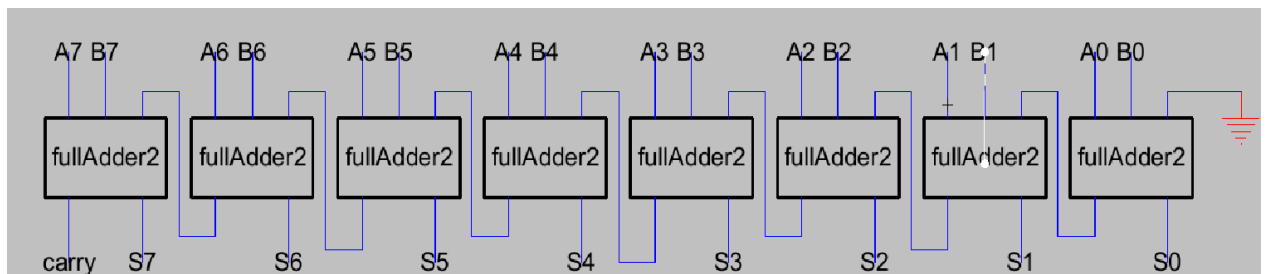 A7 B7 A6 B6 A5 B5 A4 B4 A3 B3 A2 B2 A1 B1 A0 B0
fullAdder2 fullAdder2 fullAdder2 fullAdder2 fullAdder2 fullAdder2 fullAdder2 fullAdder2
carry S7 S6 S5 S4 S3 S2 S1 S0